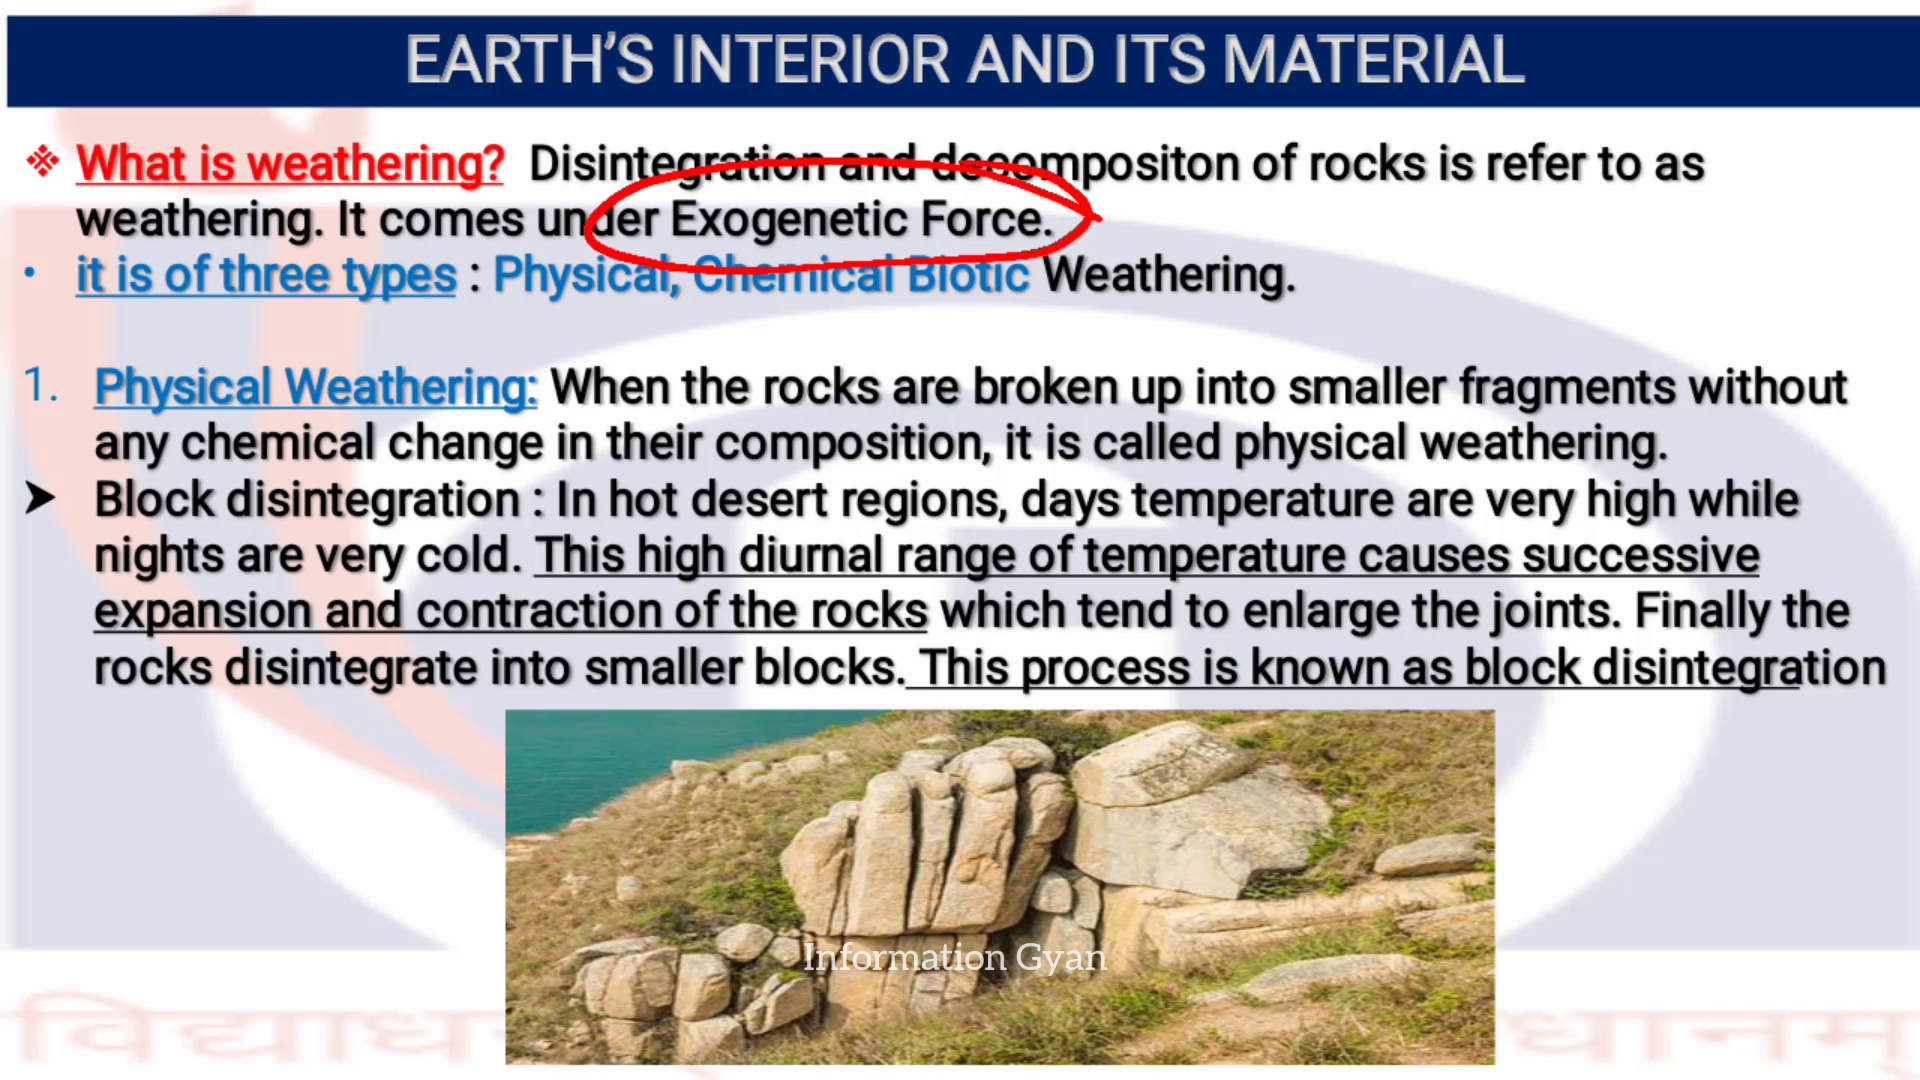 EARTH’S INTERIOR AND ITS MATERIAL
❖ What is weathering? Disintegration and decompositon of rocks is refer to as
weathering. It comes under Exogenetic Force.
• it is of three types : Physical, Chemical Biotic Weathering.
1. Physical Weathering: When the rocks are broken up into smaller fragments without
any chemical change in their composition, it is called physical weathering.
➤ Block disintegration : In hot desert regions, days temperature are very high while
nights are very cold. This high diurnal range of temperature causes successive
expansion and contraction of the rocks which tend to enlarge the joints. Finally the
rocks disintegrate into smaller blocks. This process is known as block disintegration
Information Gyan